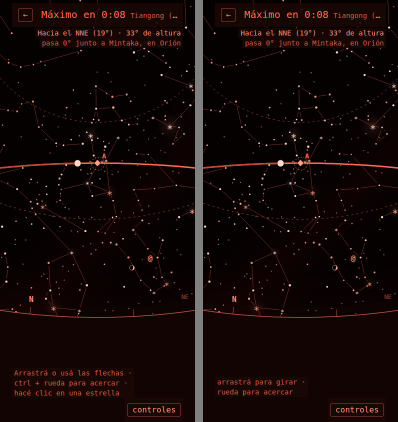 ← Máximo en 0:08 Tiangong (…
Hacia el NNE (19°) · 33° de altura
pasa 0° junto a Mintaka, en Orión
A
@
N
NE
Arrastrá o usá las flechas ·
ctrl + rueda para acercar ·
hacé clic en una estrella
controles
← Máximo en 0:08 Tiangong (…
Hacia el NNE (19°) · 33° de altura
pasa 0° junto a Mintaka, en Orión
A
@
N
NE
arrastrá para girar ·
rueda para acercar
controles